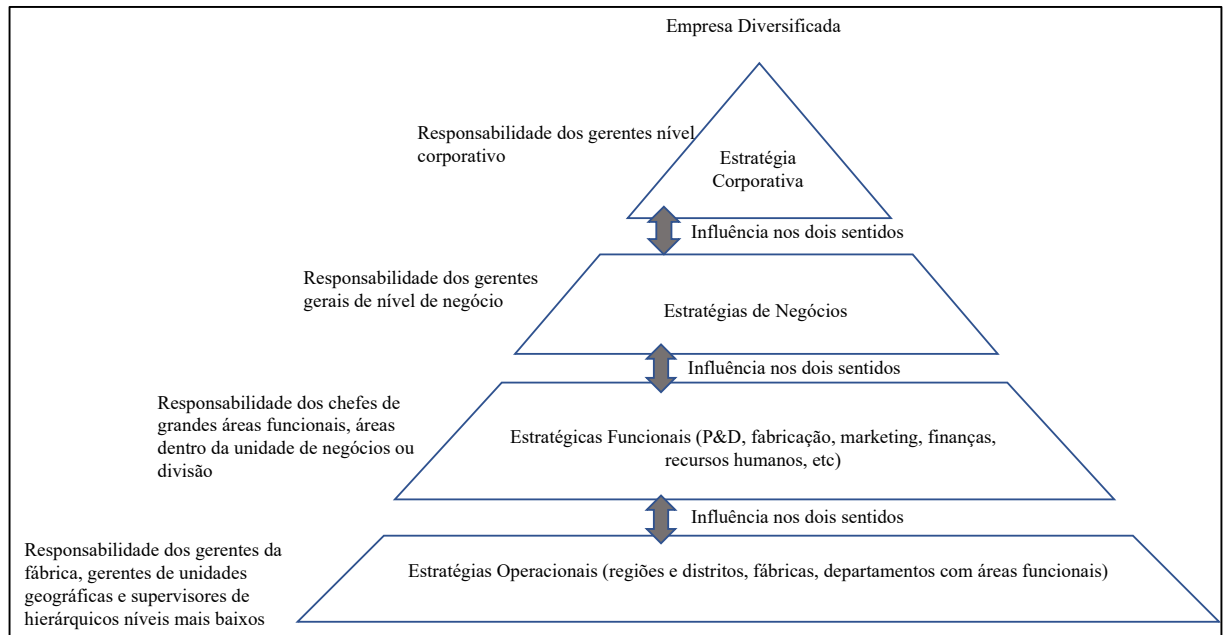 Empresa Diversificada
Responsabilidade dos gerentes nível
corporativo
Estratégia
Corporativa
Influência nos dois sentidos
Responsabilidade dos gerentes
gerais de nível de negócio
Estratégias de Negócios
Influência nos dois sentidos
Responsabilidade dos chefes de
grandes áreas funcionais, áreas
dentro da unidade de negócios ou
divisão
Estratégicas Funcionais (P&D, fabricação, marketing, finanças,
recursos humanos, etc)
Influência nos dois sentidos
Responsabilidade dos gerentes da
fábrica, gerentes de unidades
geográficas e supervisores de
hierárquicos níveis mais baixos
Estratégias Operacionais (regiões e distritos, fábricas, departamentos com áreas funcionais)